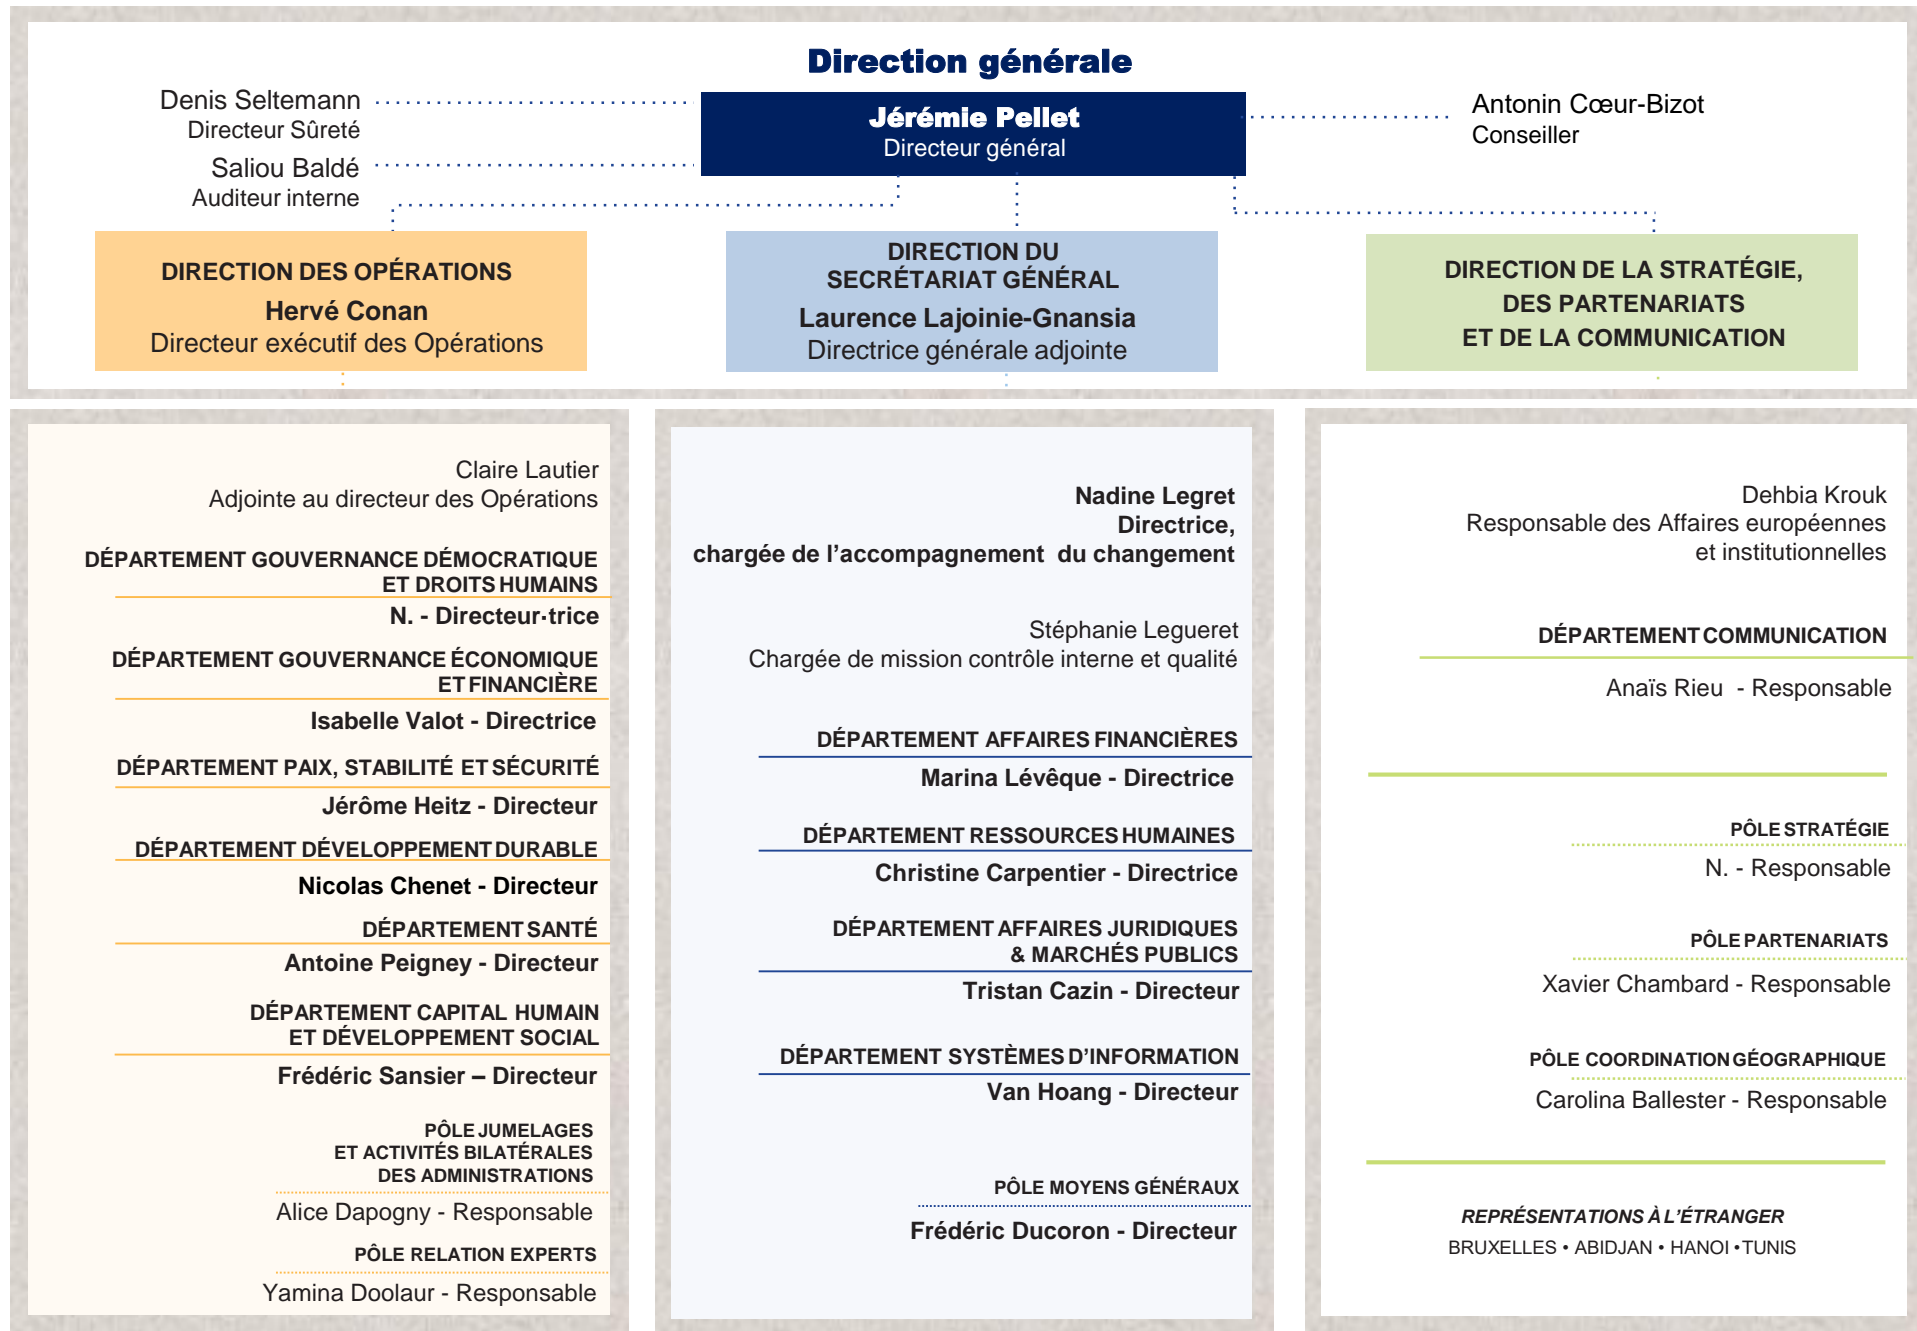 Direction générale
Denis Seltemann
Directeur Sûreté
Saliou Baldé
Auditeur interne
Jérémie Pellet
Directeur général
Antonin Cœur-Bizot
Conseiller
DIRECTION DES OPÉRATIONS
Hervé Conan
Directeur exécutif des Opérations
DIRECTION DU
SECRÉTARIAT GÉNÉRAL
Laurence Lajoinie-Gnansia
Directrice générale adjointe
DIRECTION DE LA STRATÉGIE,
DES PARTENARIATS
ET DE LA COMMUNICATION
Claire Lautier
Adjointe au directeur des Opérations
DÉPARTEMENT GOUVERNANCE DÉMOCRATIQUE
ET DROITS HUMAINS
N. - Directeur·trice
DÉPARTEMENT GOUVERNANCE ÉCONOMIQUE
ET FINANCIÈRE
Isabelle Valot - Directrice
DÉPARTEMENT PAIX, STABILITÉ ET SÉCURITÉ
Jérôme Heitz - Directeur
DÉPARTEMENT DÉVELOPPEMENT DURABLE
Nicolas Chenet - Directeur
DÉPARTEMENT SANTÉ
Antoine Peigney - Directeur
DÉPARTEMENT CAPITAL HUMAIN
ET DÉVELOPPEMENT SOCIAL
Frédéric Sansier – Directeur
PÔLE JUMELAGES
ET ACTIVITÉS BILATÉRALES
DES ADMINISTRATIONS
Alice Dapogny - Responsable
PÔLE RELATION EXPERTS
Yamina Doolaur - Responsable
Nadine Legret
Directrice,
chargée de l’accompagnement du changement
Stéphanie Legueret
Chargée de mission contrôle interne et qualité
DÉPARTEMENT AFFAIRES FINANCIÈRES
Marina Lévêque - Directrice
DÉPARTEMENT RESSOURCES HUMAINES
Christine Carpentier - Directrice
DÉPARTEMENT AFFAIRES JURIDIQUES
& MARCHÉS PUBLICS
Tristan Cazin - Directeur
DÉPARTEMENT SYSTÈMES D’INFORMATION
Van Hoang - Directeur
PÔLE MOYENS GÉNÉRAUX
Frédéric Ducoron - Directeur
Dehbia Krouk
Responsable des Affaires européennes
et institutionnelles
DÉPARTEMENT COMMUNICATION
Anaïs Rieu - Responsable
PÔLE STRATÉGIE
N. - Responsable
PÔLE PARTENARIATS
Xavier Chambard - Responsable
PÔLE COORDINATION GÉOGRAPHIQUE
Carolina Ballester - Responsable
REPRÉSENTATIONS À L’ÉTRANGER
BRUXELLES • ABIDJAN • HANOI • TUNIS